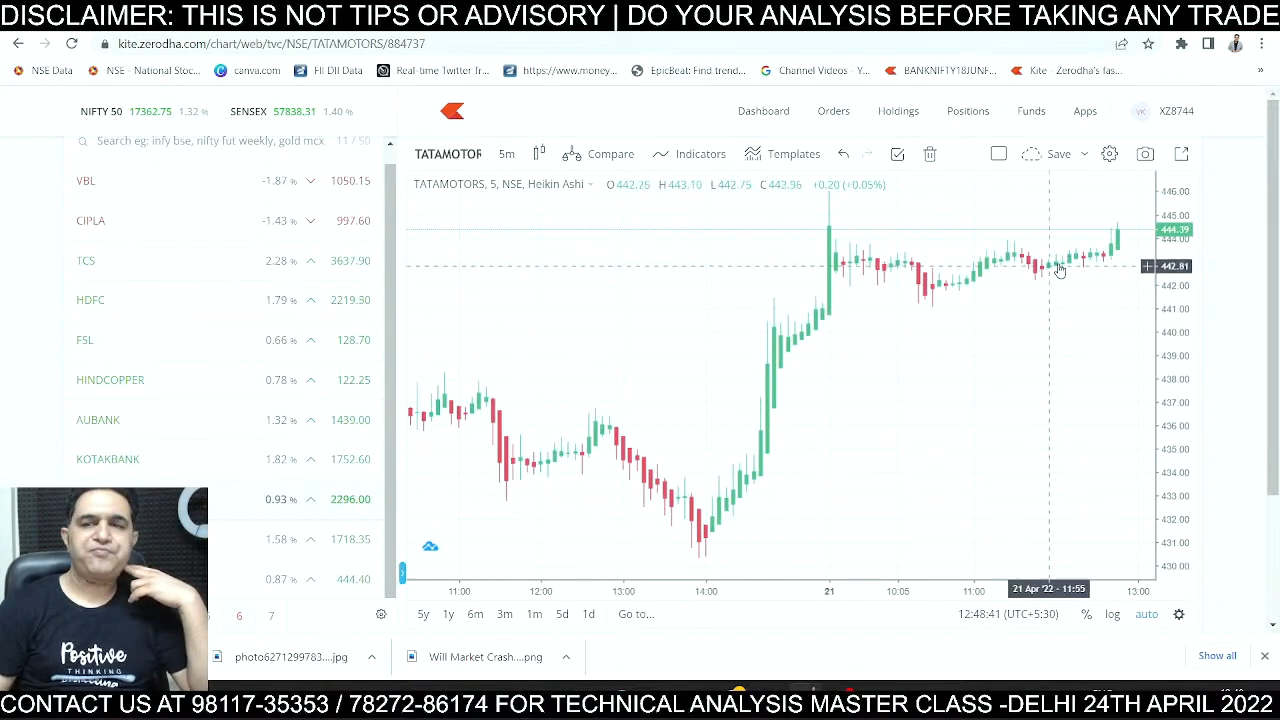 DISCLAIMER: THIS IS NOT TIPS OR ADVISORY | DO YOUR ANALYSIS BEFORE TAKING ANY TRADE
kite.zerodha.com/chart/web/tvc/NSE/TATAMOTORS/884737
NSE Data NSE - National Stoc... canva.com FII DII Data Real-time Twitter Tr... https://www.money... EpicBeat: Find trend... Channel Videos - Y... BANKNIFTY18JUNF... Kite - Zerodha's fas... »
NIFTY 50 17362.75 1.32 % SENSEX 57838.31 1.40 %
Dashboard Orders Holdings Positions Funds Apps VK XZ8744
Search eg: infy bse, nifty fut weekly, gold mcx 11 / 50
TATAMOTOR 5m Compare Indicators Templates Save
TATAMOTORS, 5, NSE, Heikin Ashi O 442.26 H 443.10 L 442.75 C 442.96 +0.20 (+0.05%)
VBL -1.87 % 1050.15
CIPLA -1.43 % 997.60
TCS 2.28 % 3637.90
HDFC 1.79 % 2219.30
FSL 0.66 % 128.70
HINDCOPPER 0.78 % 122.25
AUBANK 1.32 % 1439.00
KOTAKBANK 1.82 % 1752.60
0.93 % 2296.00
1.58 % 1718.35
446.00
445.00
444.39
444.00
442.81
442.00
441.00
440.00
439.00
438.00
437.00
436.00
435.00
434.00
433.00
432.00
431.00
430.00
11:00 12:00 13:00 14:00 21 10:05 11:00 21 Apr '22 - 11:55 13:00
6 7
5y 1y 6m 3m 1m 5d 1d Go to... 12:48:41 (UTC+5:30) % log auto
photo6271299783....jpg Will Market Crash....png Show all
Positive
THINKING
CONTACT US AT 98117-35353 / 78272-86174 FOR TECHNICAL ANALYSIS MASTER CLASS -DELHI 24TH APRIL 2022